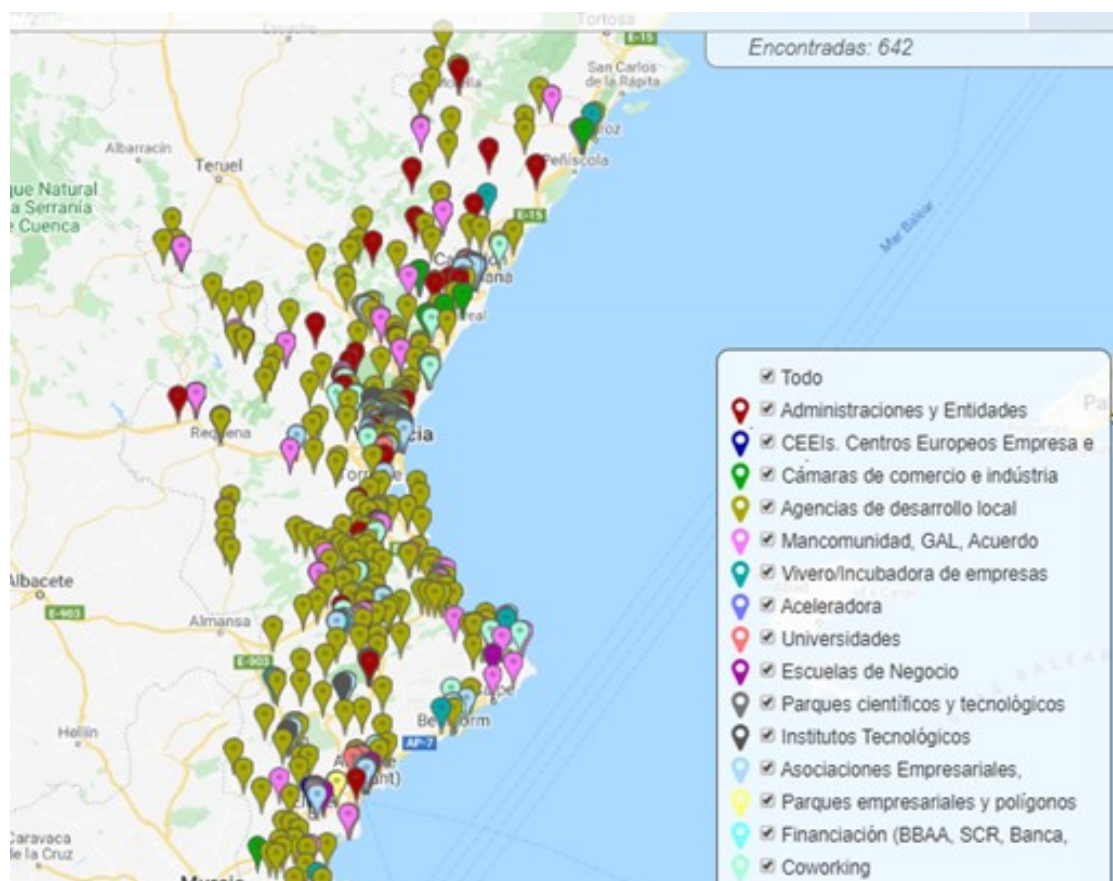 Tortosa
E-15
Encontradas: 642
San Carlos
de la Rápita
Albarracín
Teruel
Peñíscola
que Natural
a Serranía
e Cuenca
E-15
Mar Balear
Requena
Albacete
E-903
Almansa
E-903
Hellín
AP-7
Caravaca
de la Cruz
Todo
Administraciones y Entidades
CEEIs. Centros Europeos Empresa e
Cámaras de comercio e indústria
Agencias de desarrollo local
Mancomunidad, GAL, Acuerdo
Vivero/Incubadora de empresas
Aceleradora
Universidades
Escuelas de Negocio
Parques científicos y tecnológicos
Institutos Tecnológicos
Asociaciones Empresariales,
Parques empresariales y polígonos
Financiación (BBAA, SCR, Banca,
Coworking